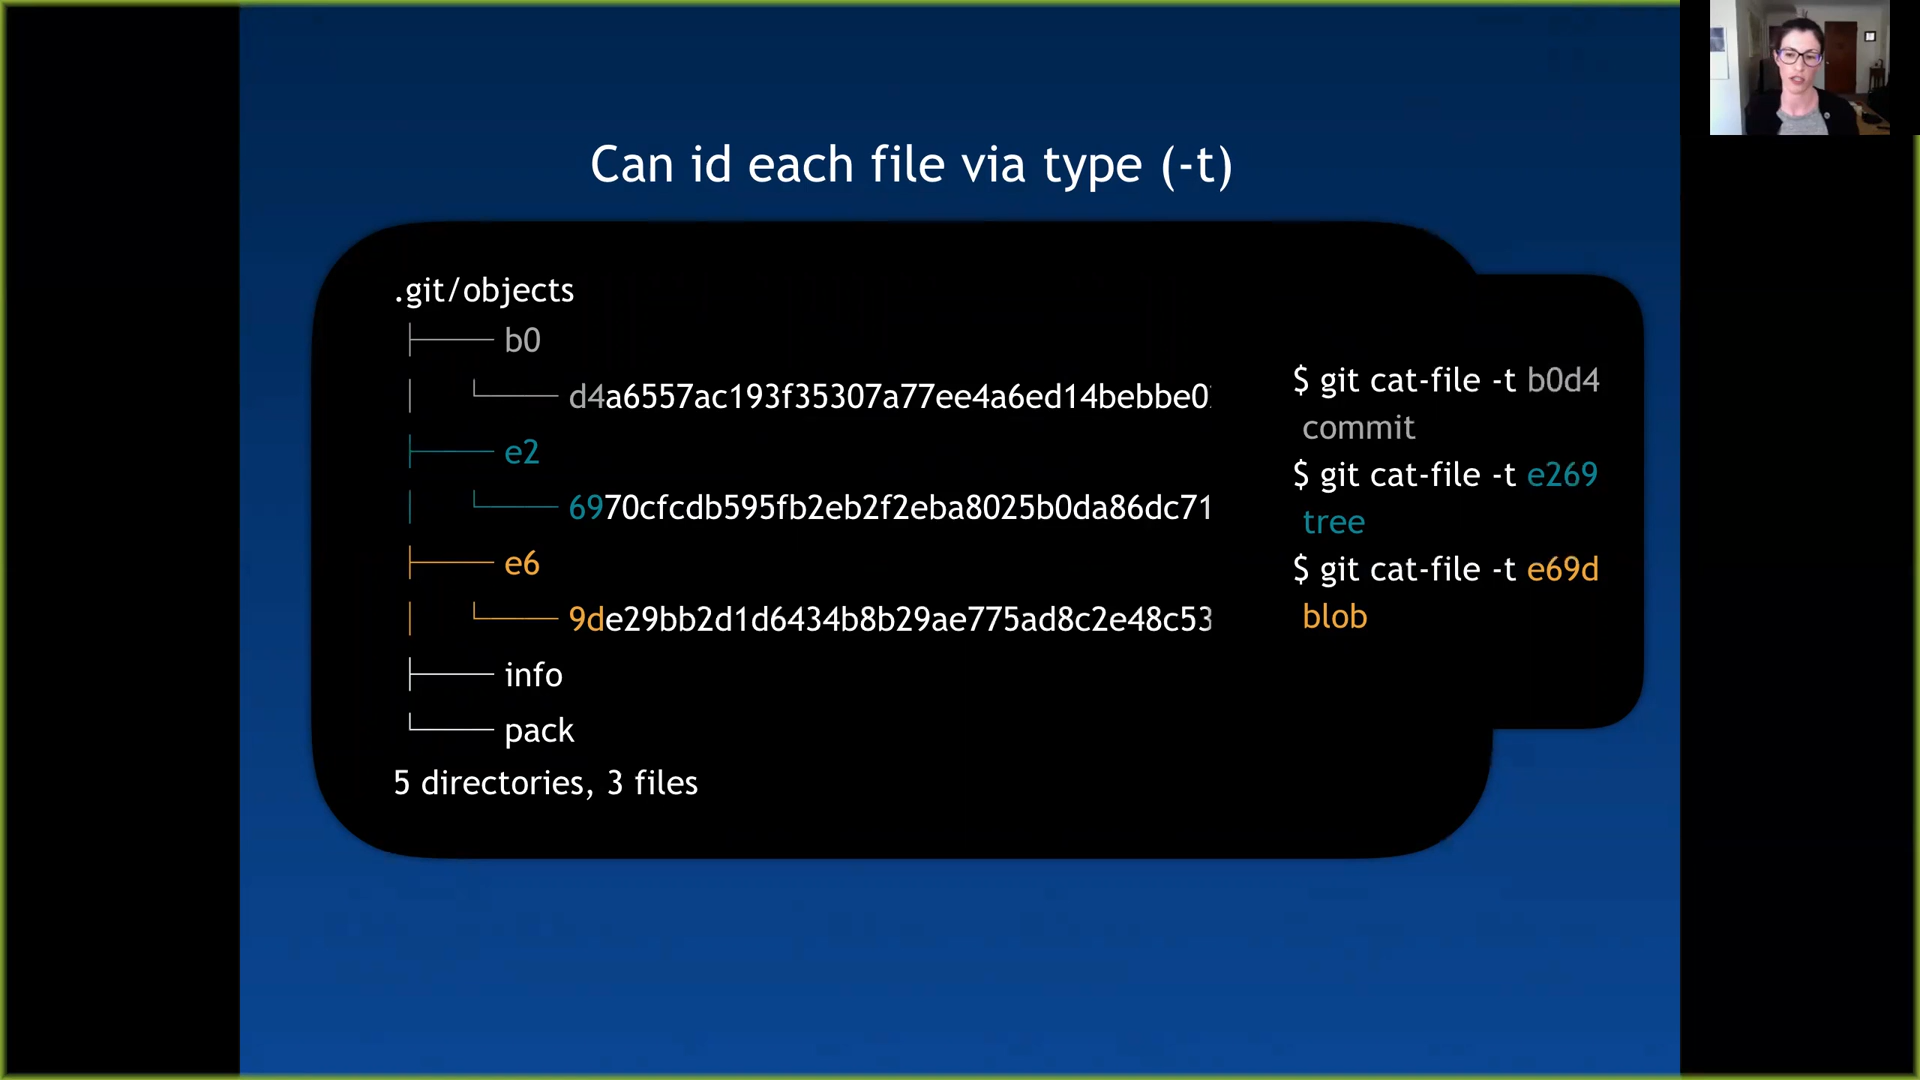 Can id each file via type (-t)
.git/objects
├── b0
│ └── d4a6557ac193f35307a77ee4a6ed14bebbe0
├── e2
│ └── 6970cfcdb595fb2eb2f2eba8025b0da86dc71
├── e6
│ └── 9de29bb2d1d6434b8b29ae775ad8c2e48c53
├── info
└── pack
5 directories, 3 files
$ git cat-file -t b0d4
commit
$ git cat-file -t e269
tree
$ git cat-file -t e69d
blob